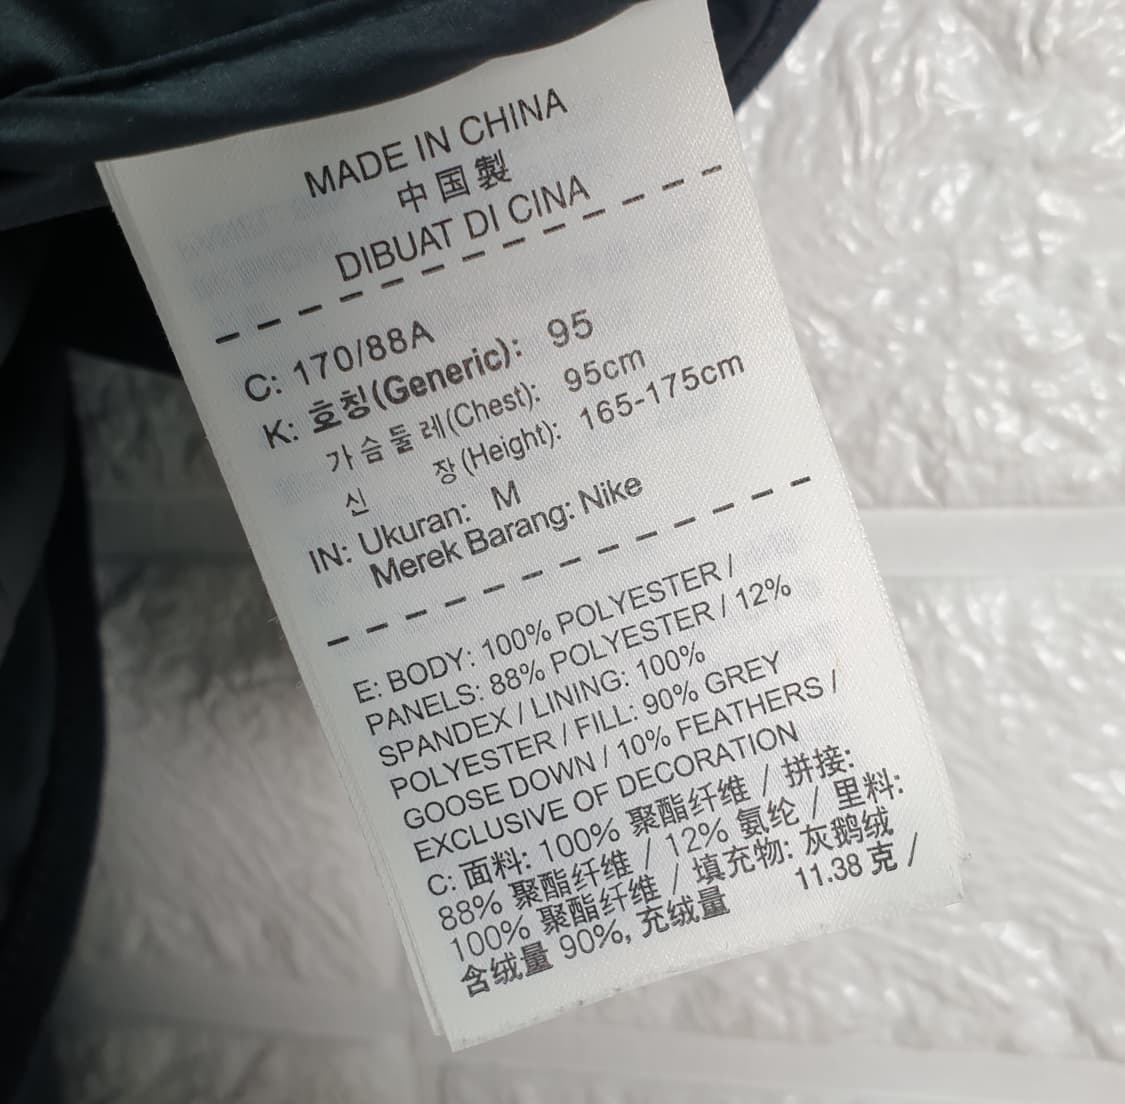 MADE IN CHINA
中国製
DIBUAT DI CINA
C: 170/88A
K: 호칭(Generic): 95
가슴둘레(Chest): 95cm
신 장(Height): 165-175cm
IN: Ukuran: M
Merek Barang: Nike
E: BODY: 100% POLYESTER /
PANELS: 88% POLYESTER / 12%
SPANDEX / LINING: 100%
POLYESTER / FILL: 90% GREY
GOOSE DOWN / 10% FEATHERS /
EXCLUSIVE OF DECORATION
C: 面料: 100% 聚酯纤维 / 拼接:
88% 聚酯纤维 / 12% 氨纶 / 里料:
100% 聚酯纤维 / 填充物: 灰鹅绒
含绒量 90%, 充绒量 11.38 克 /